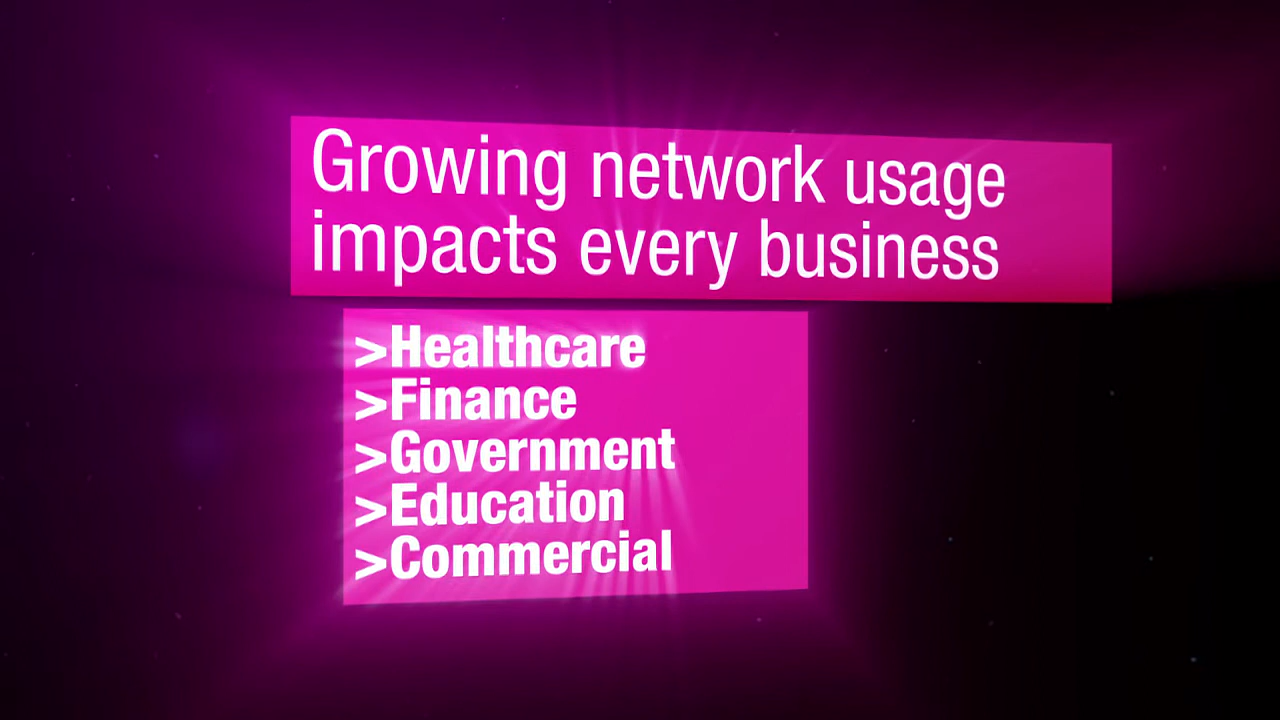 Growing network usage
impacts every business
>Healthcare
>Finance
>Government
>Education
>Commercial